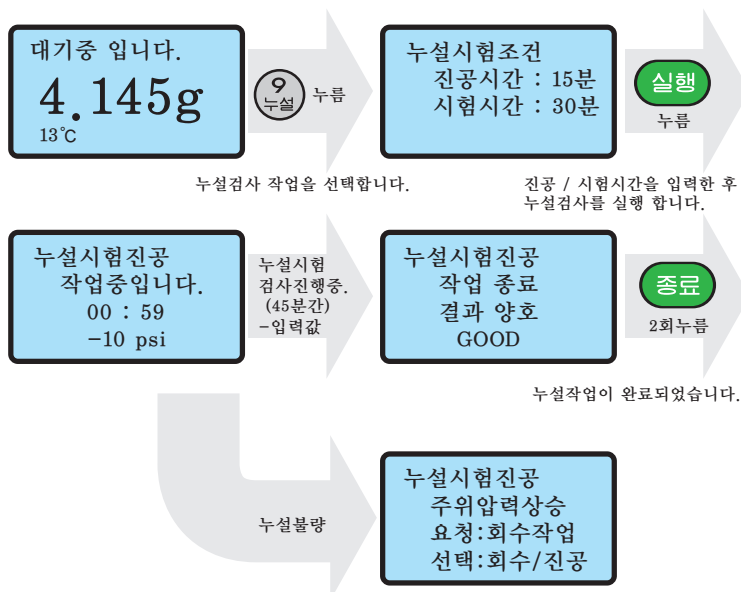 대기중 입니다.
4.145g
13℃
9
누설
누름
누설시험조건
진공시간 : 15분
시험시간 : 30분
실행
누름
누설검사 작업을 선택합니다.
진공 / 시험시간을 입력한 후
누설검사를 실행 합니다.
누설시험진공
작업중입니다.
00 : 59
-10 psi
누설시험
검사진행중.
(45분간)
-입력값
누설시험진공
작업 종료
결과 양호
GOOD
종료
2회누름
누설작업이 완료되었습니다.
누설불량
누설시험진공
주위압력상승
요청:회수작업
선택:회수/진공